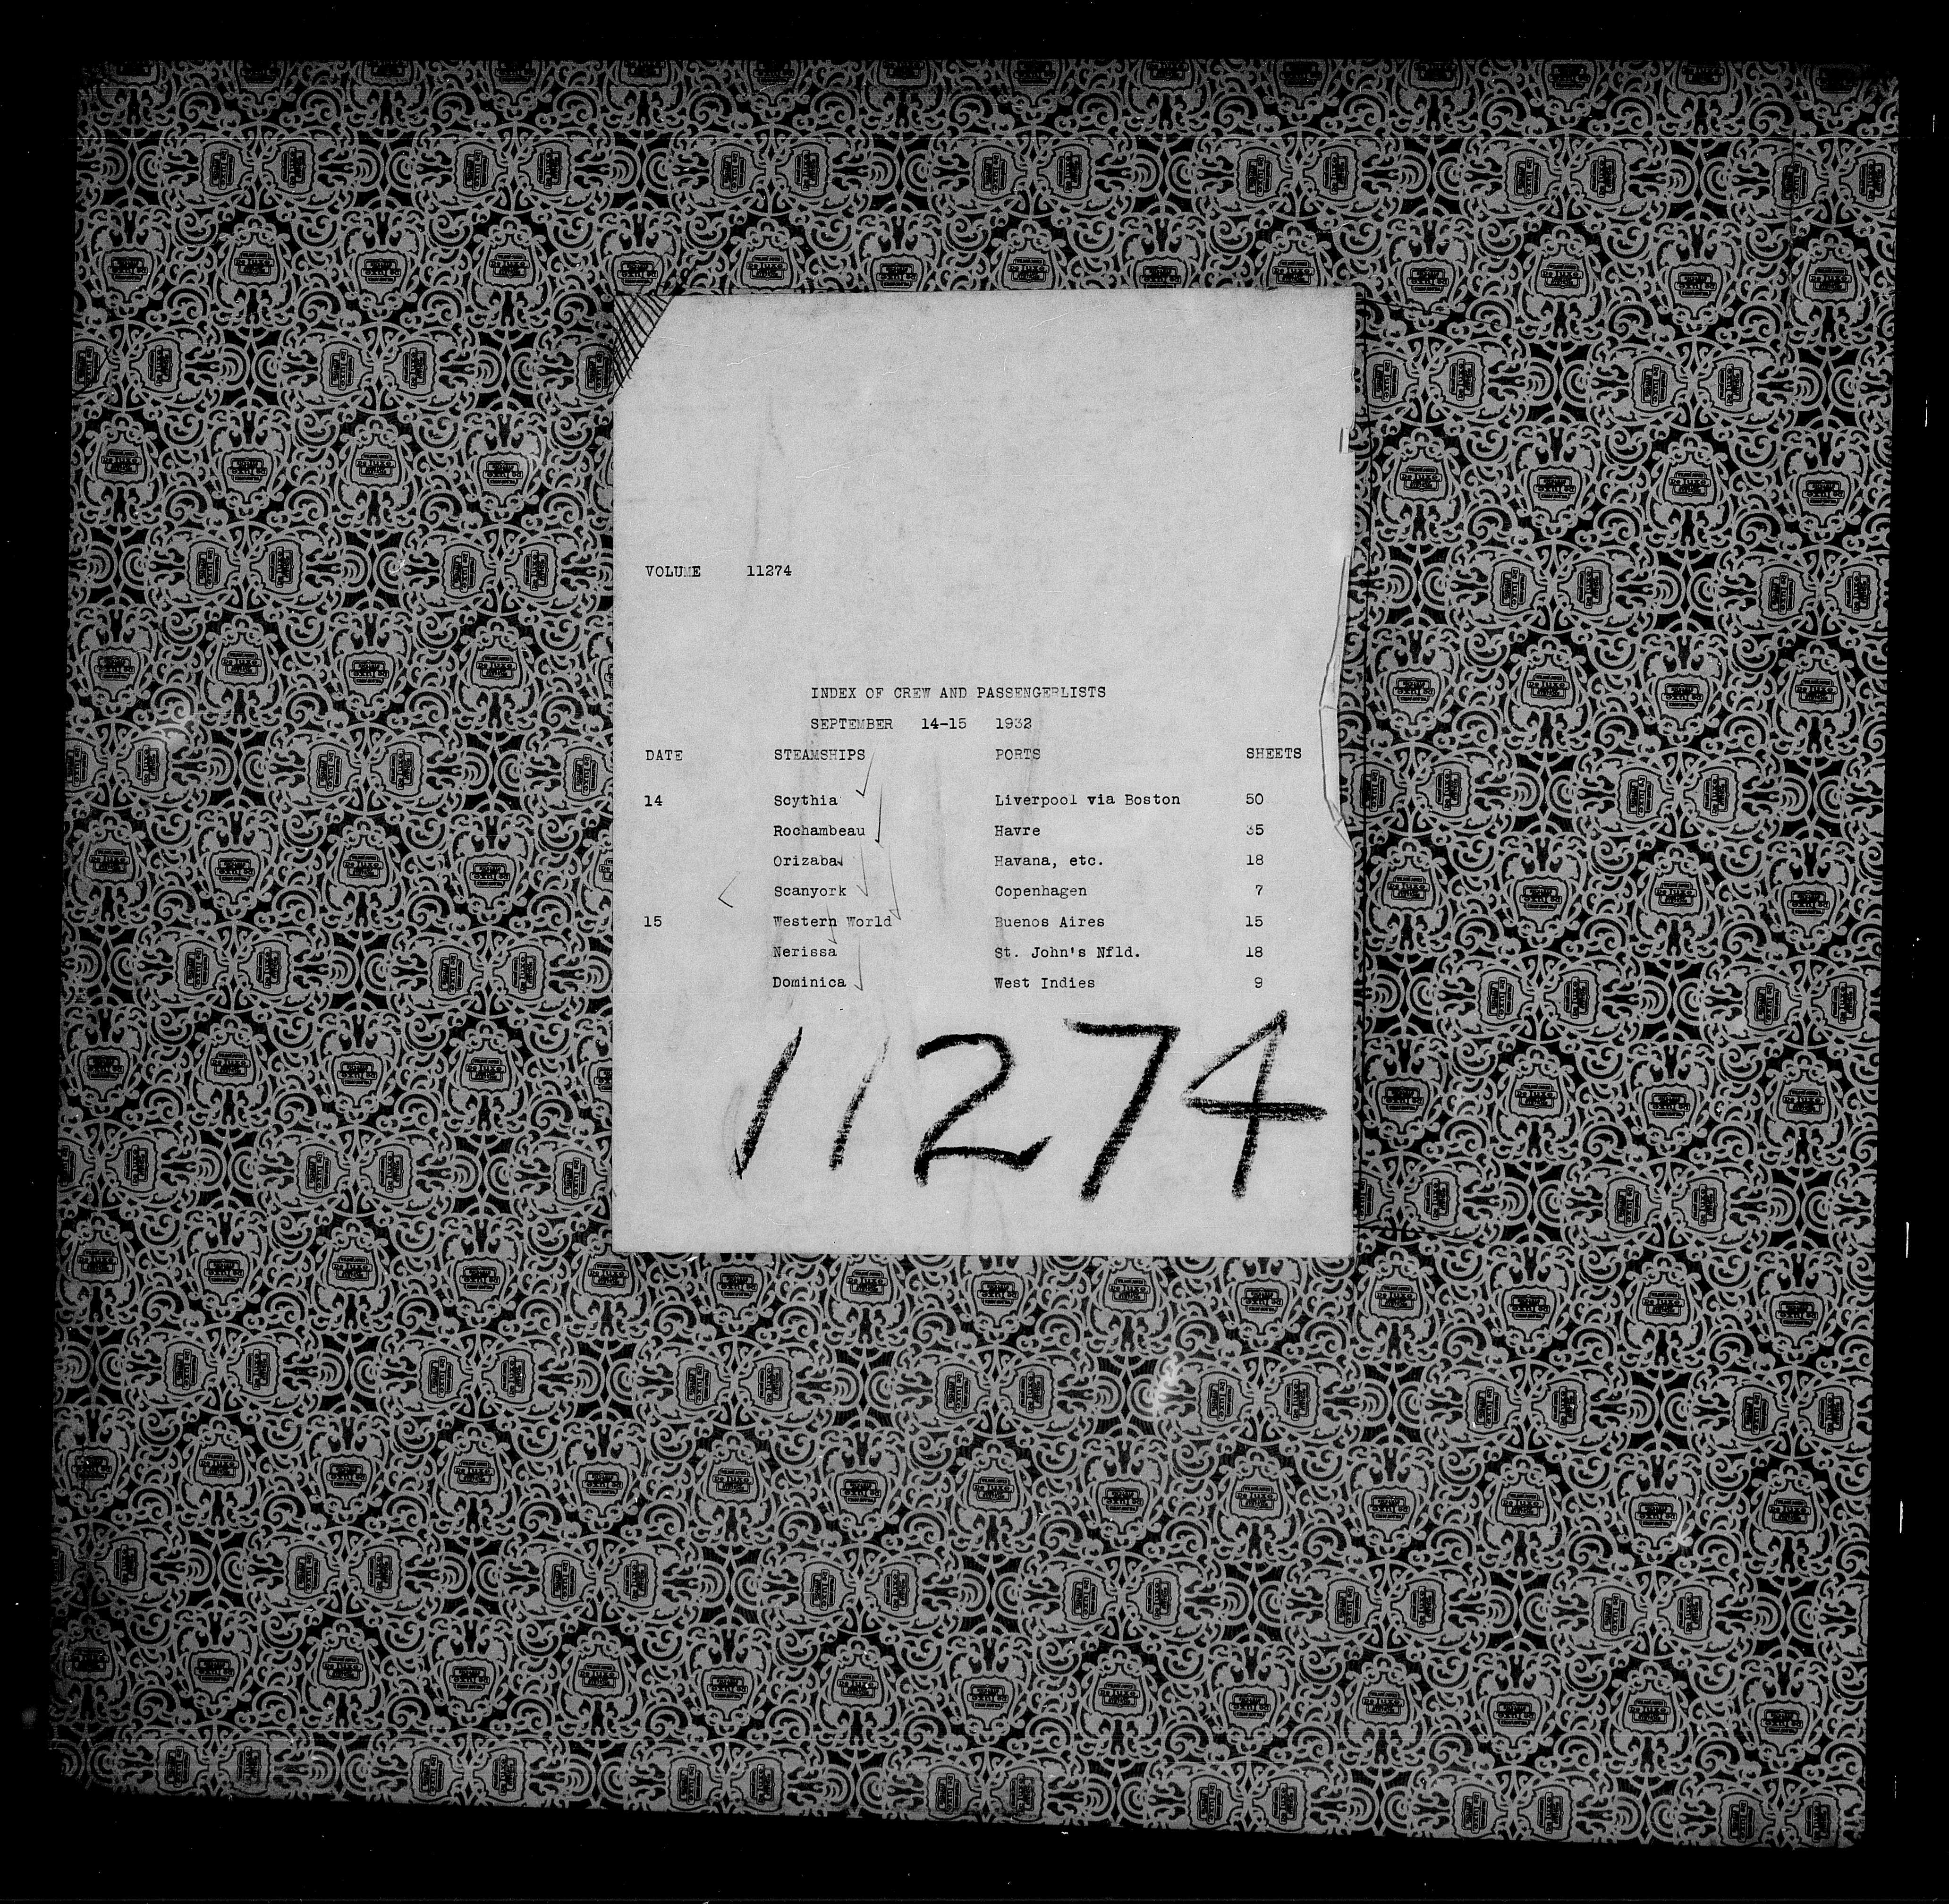 VOLUME 11274
INDEX OF CREW AND PASSENGERLISTS
SEPTEMBER 14-15 1932
DATE STEAMSHIPS PORTS SHEETS
14 Scythia Liverpool via Boston 50
Rochambeau Havre 35
Orizaba Havana, etc. 18
Scanyork Copenhagen 7
15 Western World Buenos Aires 15
Nerissa St. John's Nfld. 18
Dominica West Indies 9
11274